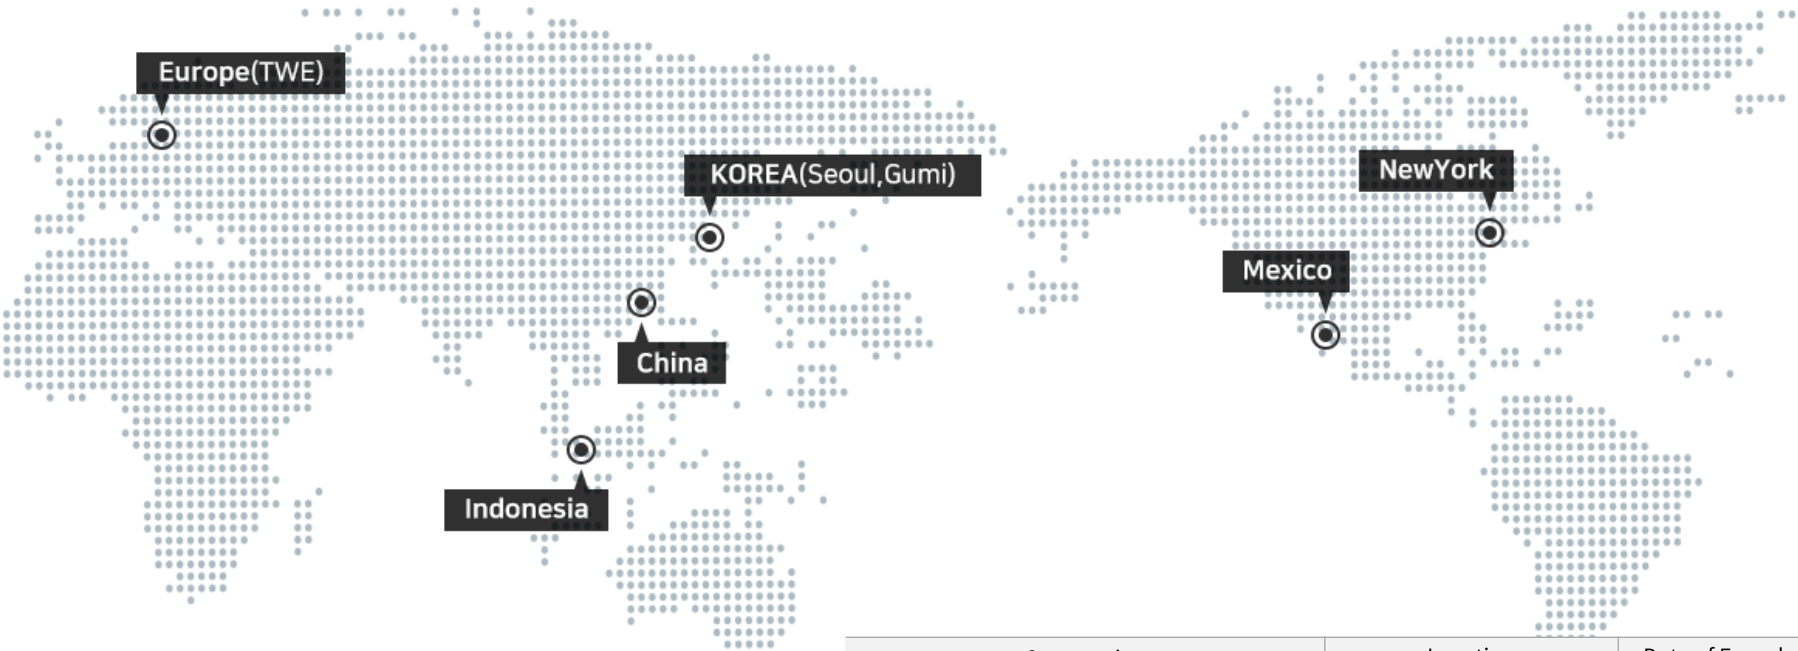 Europe(TWE)
KOREA(Seoul,Gumi)
NewYork
Mexico
China
Indonesia